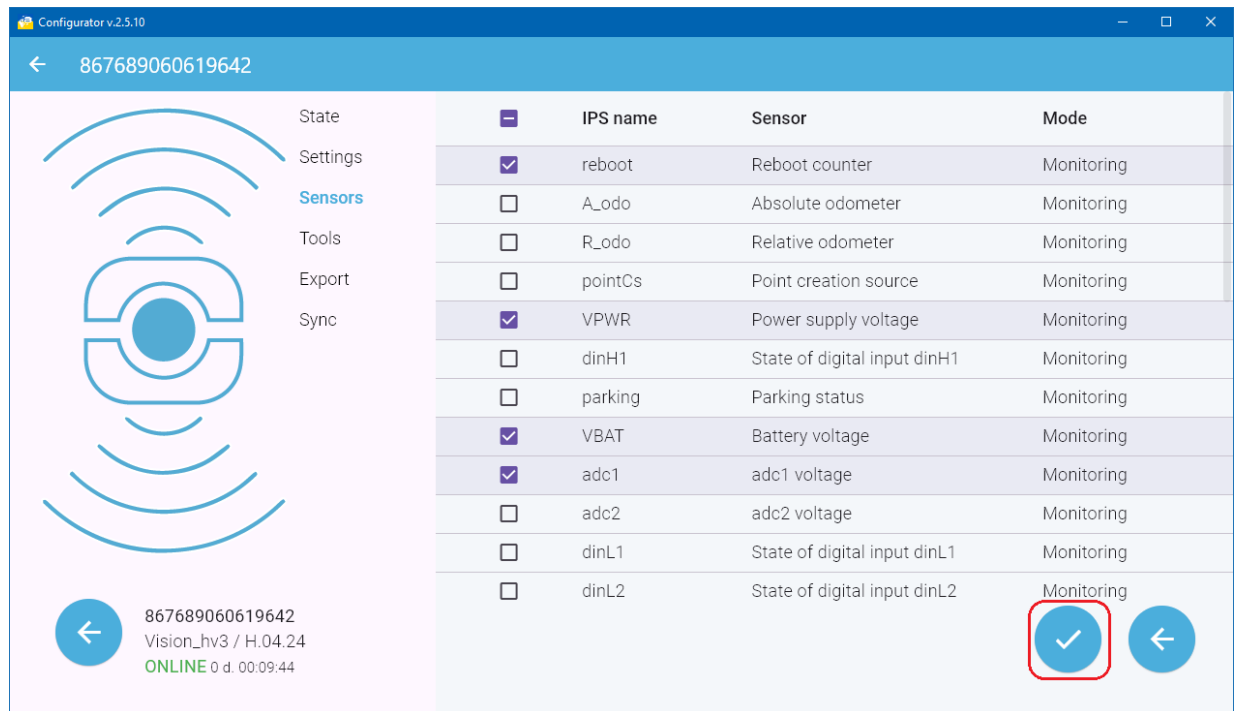 Configurator v.2.5.10
867689060619642
State
Settings
Sensors
Tools
Export
Sync
IPS name Sensor Mode
reboot Reboot counter Monitoring
A_odo Absolute odometer Monitoring
R_odo Relative odometer Monitoring
pointCs Point creation source Monitoring
VPWR Power supply voltage Monitoring
dinH1 State of digital input dinH1 Monitoring
parking Parking status Monitoring
VBAT Battery voltage Monitoring
adc1 adc1 voltage Monitoring
adc2 adc2 voltage Monitoring
dinL1 State of digital input dinL1 Monitoring
dinL2 State of digital input dinL2 Monitoring
867689060619642
Vision_hv3 / H.04.24
ONLINE 0 d. 00:09:44